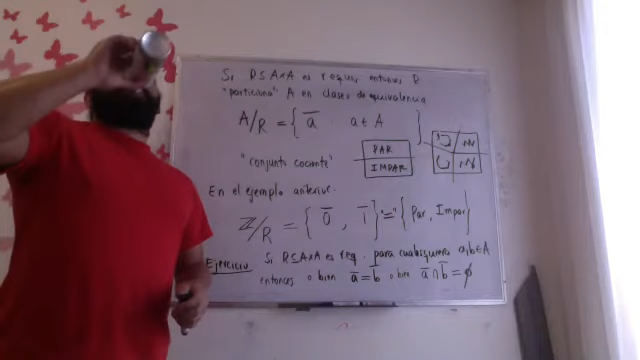 Si R ⊆ A×A es r equiv, entonces R
"particiona" A en clases de equivalencia
A/R = { a̅ : a ∈ A }
PAR
IMPAR
"conjunto cociente"
En el ejemplo anterior.
ℤ/R = { 0̅ , 1̅ } "=" { Par, Impar }
Ejercicio Si R ⊆ A×A es r eq. para cualesquiera a,b ∈ A
entonces o bien a̅ = b̅ o bien a̅ ∩ b̅ = ∅